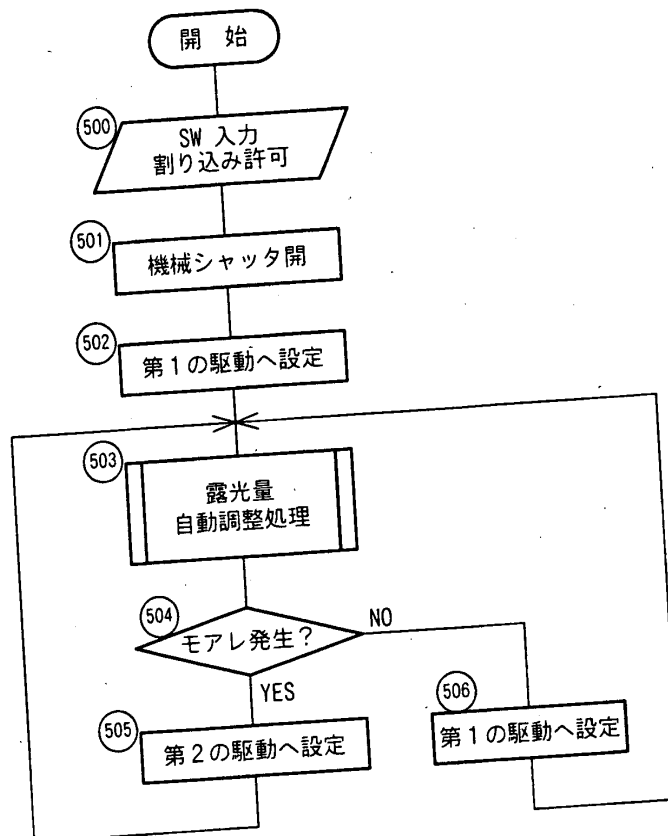 開 始
500
SW 入力
割り込み許可
501
機械シャッタ開
502
第1の駆動へ設定
503
露光量
自動調整処理
504
モアレ発生?
NO
YES
505
第2の駆動へ設定
506
第1の駆動へ設定